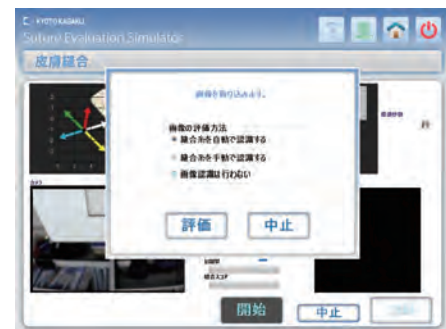 KYOTO KAGAKU
Suture Evaluation Simulator
皮膚縫合
画像を取り込みます。
画像の評価方法
縫合糸を自動で認識する
縫合糸を手動で認識する
画像認識は行わない
評価
中止
開始
中止